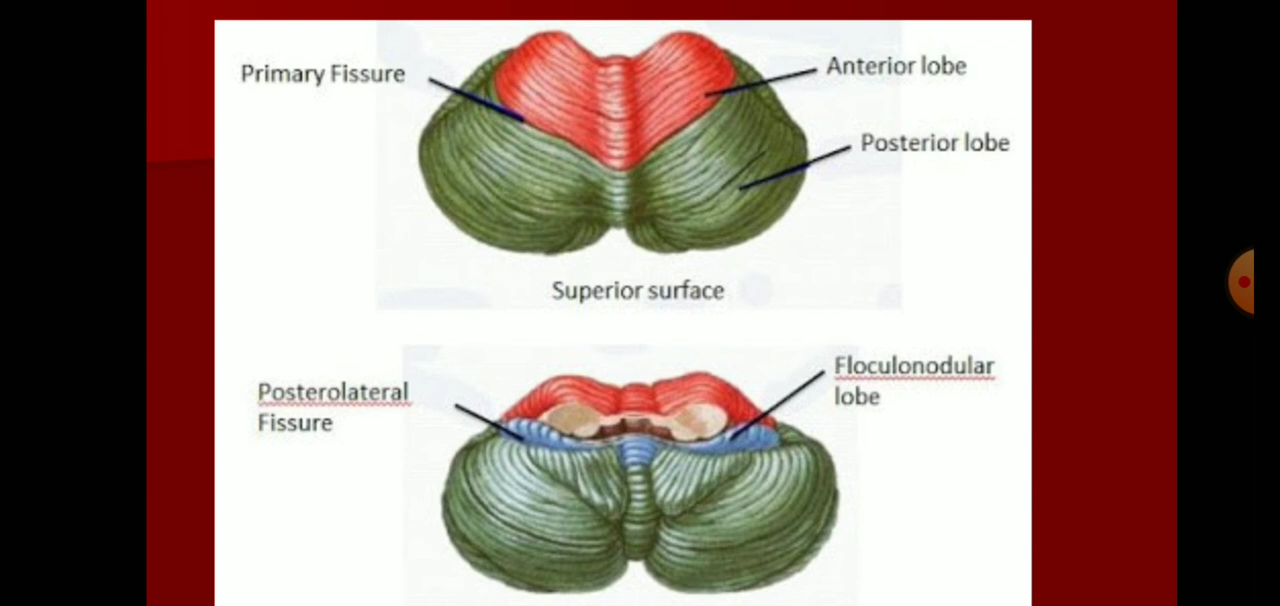 Primary Fissure
Anterior lobe
Posterior lobe
Superior surface
Posterolateral
Fissure
Floculonodular
lobe